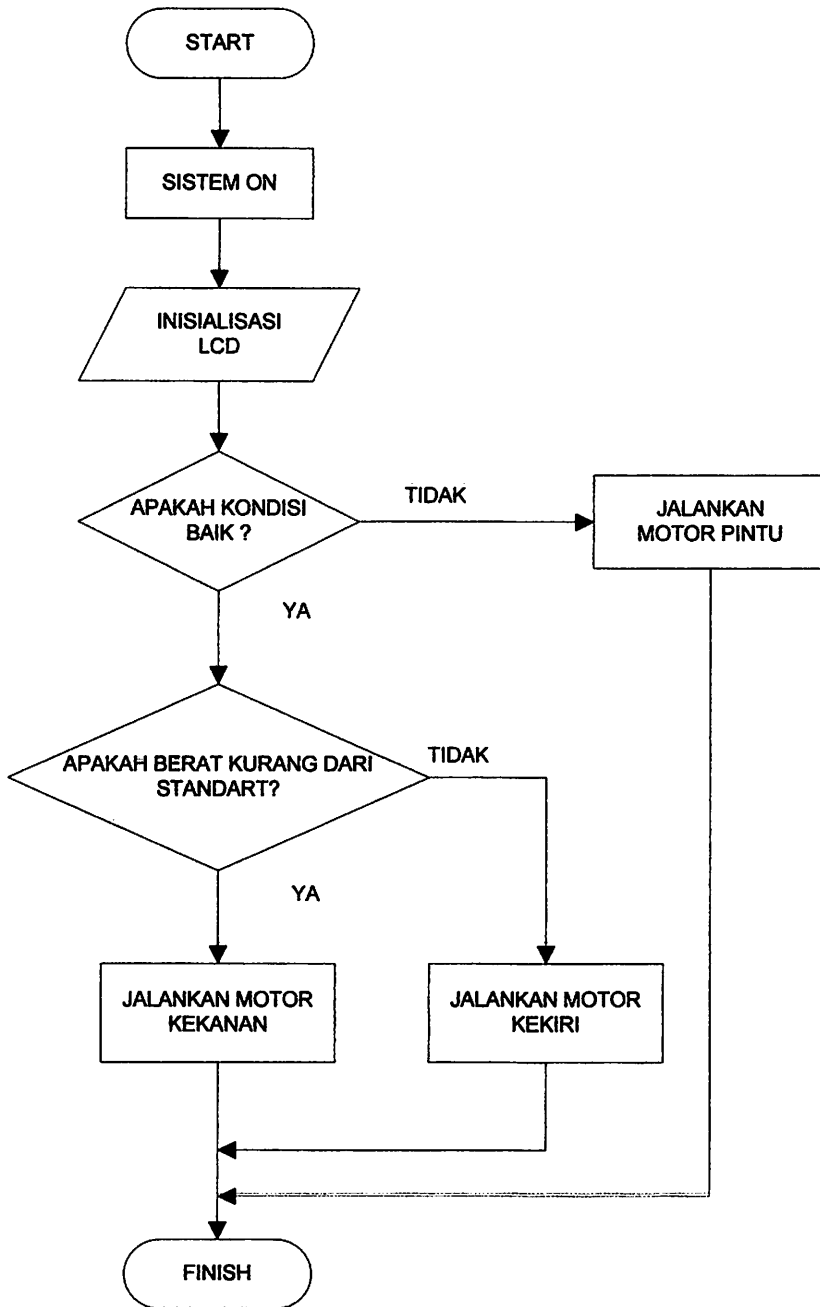 START
SISTEM ON
INISIALISASI
LCD
APAKAH KONDISI
BAIK ?
TIDAK
JALANKAN
MOTOR PINTU
YA
APAKAH BERAT KURANG DARI
STANDART?
TIDAK
YA
JALANKAN MOTOR
KEKANAN
JALANKAN MOTOR
KEKIRI
FINISH